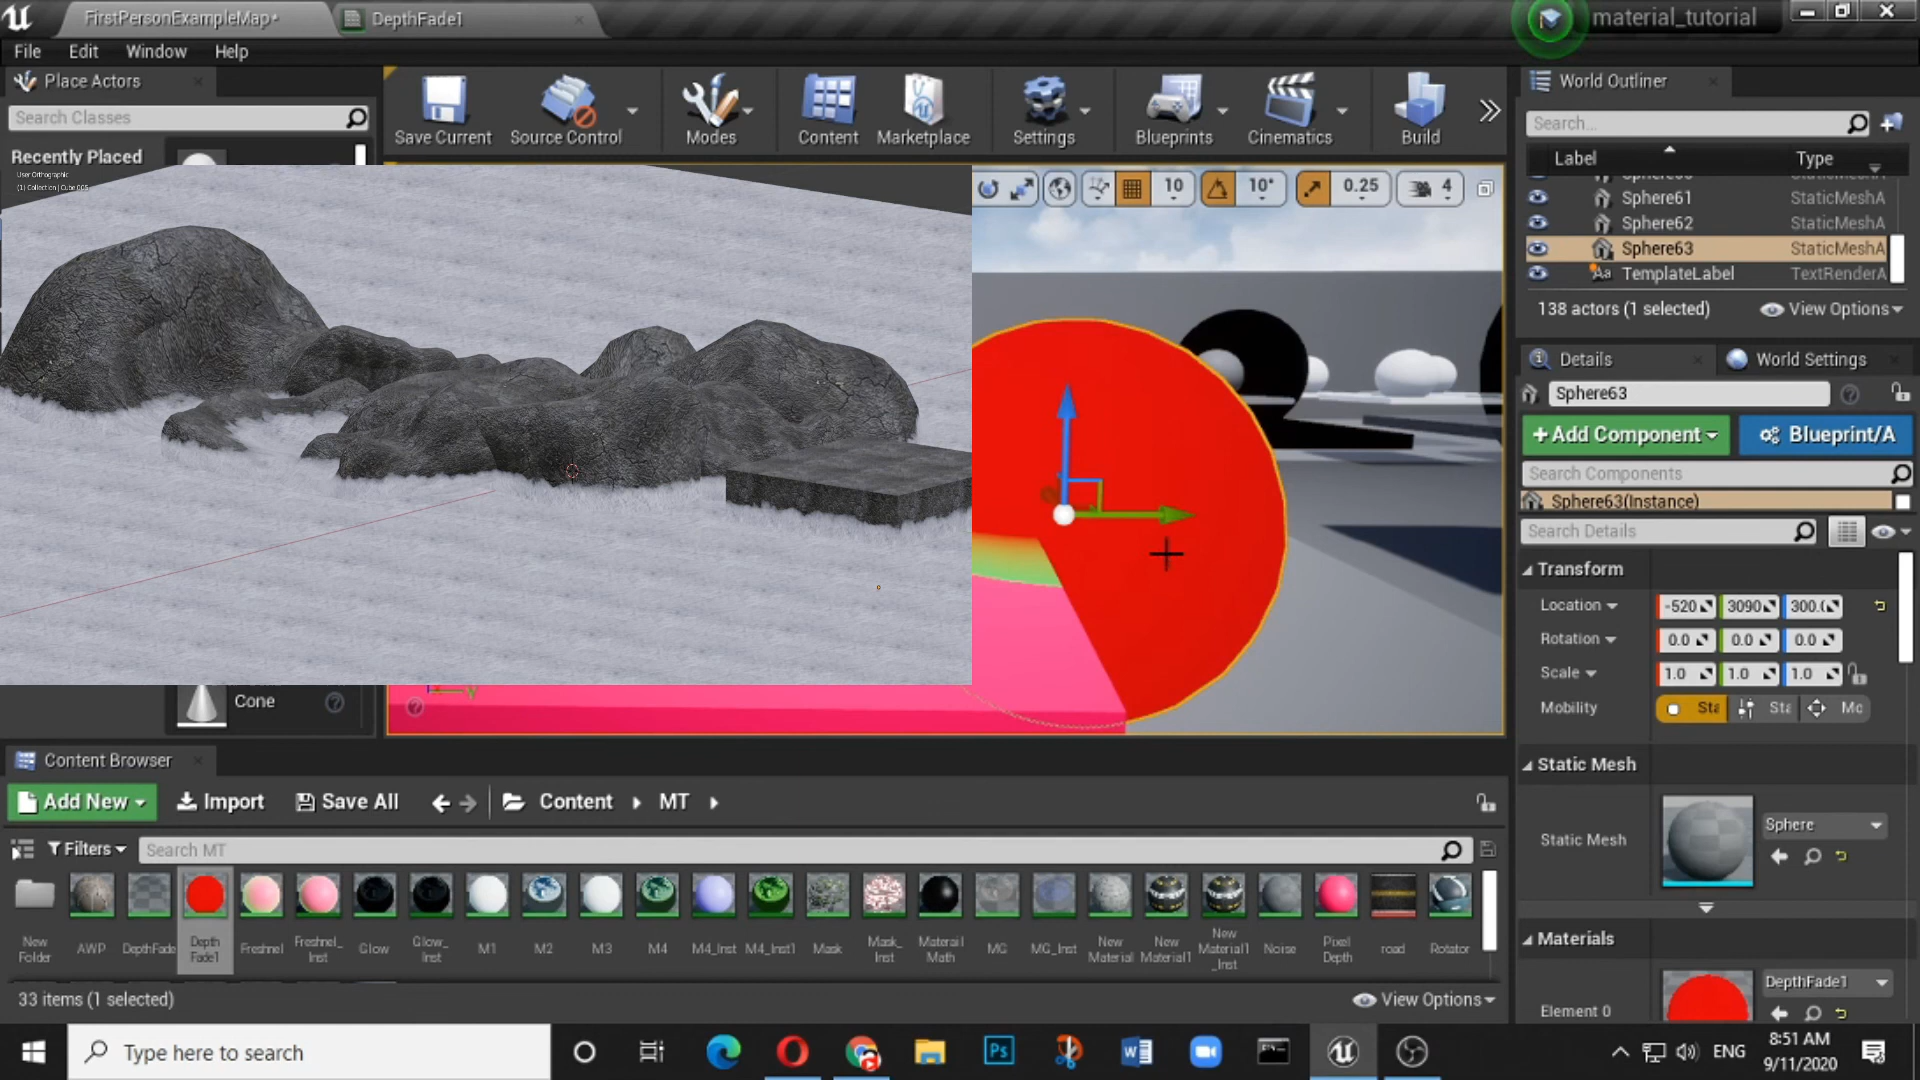 FirstPersonExampleMap*
DepthFade1
material_tutorial
File Edit Window Help
Place Actors
Search Classes
Recently Placed
User Orthographic
(1) Collection | Cube.005
Save Current
Source Control
Modes
Content
Marketplace
Settings
Blueprints
Cinematics
Build
10
10°
0.25
4
World Outliner
Search...
Label Type
Sphere61 StaticMeshA
Sphere62 StaticMeshA
Sphere63 StaticMeshA
TemplateLabel TextRenderA
138 actors (1 selected) View Options
Details World Settings
Sphere63
+Add Component Blueprint/A
Search Components
Sphere63(Instance)
Search Details
Transform
Location -520 3090 300.0
Rotation 0.0 0.0 0.0
Scale 1.0 1.0 1.0
Mobility Sta Sta Mo
Static Mesh
Static Mesh Sphere
Materials
Element 0 DepthFade1
Cone
Content Browser
Add New Import Save All Content MT
Filters Search MT
New Folder
AWP
DepthFade
Depth Fade1
Freshnel
Freshnel_ Inst
Glow
Glow_ Inst
M1
M2
M3
M4
M4_Inst
M4_Inst1
Mask
Mask_ Inst
Materail Math
MG
MG_Inst
New Material
New Material1
New Material1 _Inst
Noise
Pixel Depth
road
Rotator
33 items (1 selected) View Options
Type here to search
Ps
ENG
8:51 AM
9/11/2020